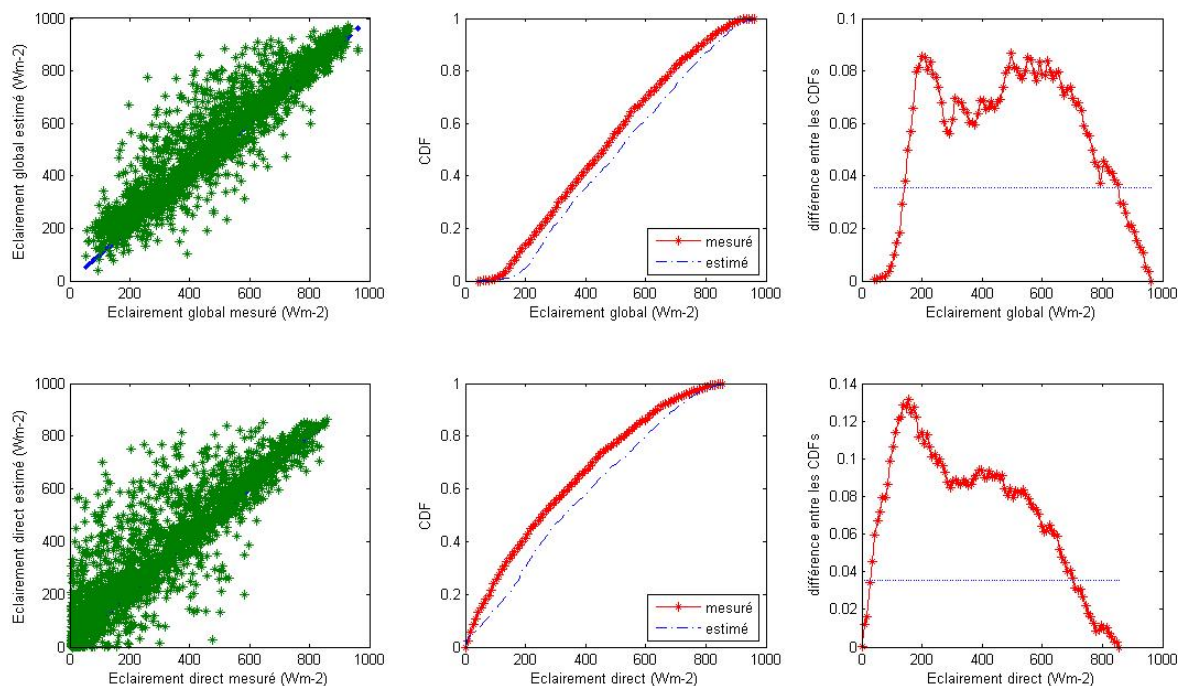 Eclairement global estimé (Wm-2)
1000
800
600
400
200
0
0 200 400 600 800 1000
Eclairement global mesuré (Wm-2)
CDF
1
0.8
0.6
0.4
0.2
0
0 200 400 600 800 1000
Eclairement global (Wm-2)
mesuré
estimé
différence entre les CDFs
0.1
0.08
0.06
0.04
0.02
0
0 200 400 600 800 1000
Eclairement global (Wm-2)
Eclairement direct estimé (Wm-2)
1000
800
600
400
200
0
0 200 400 600 800 1000
Eclairement direct mesuré (Wm-2)
CDF
1
0.8
0.6
0.4
0.2
0
0 200 400 600 800 1000
Eclairement direct (Wm-2)
mesuré
estimé
différence entre les CDFs
0.14
0.12
0.1
0.08
0.06
0.04
0.02
0
0 200 400 600 800 1000
Eclairement direct (Wm-2)